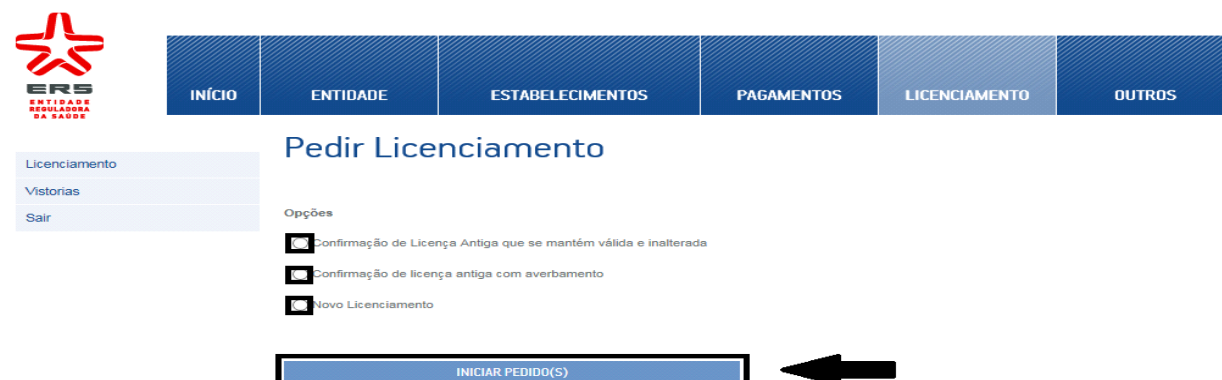 ERS
ENTIDADE
REGULADORA
DA SAÚDE
INÍCIO
ENTIDADE
ESTABELECIMENTOS
PAGAMENTOS
LICENCIAMENTO
OUTROS
Licenciamento
Vistorias
Sair
Pedir Licenciamento
Opções
Confirmação de Licença Antiga que se mantém válida e inalterada
Confirmação de licença antiga com averbamento
Novo Licenciamento
INICIAR PEDIDO(S)